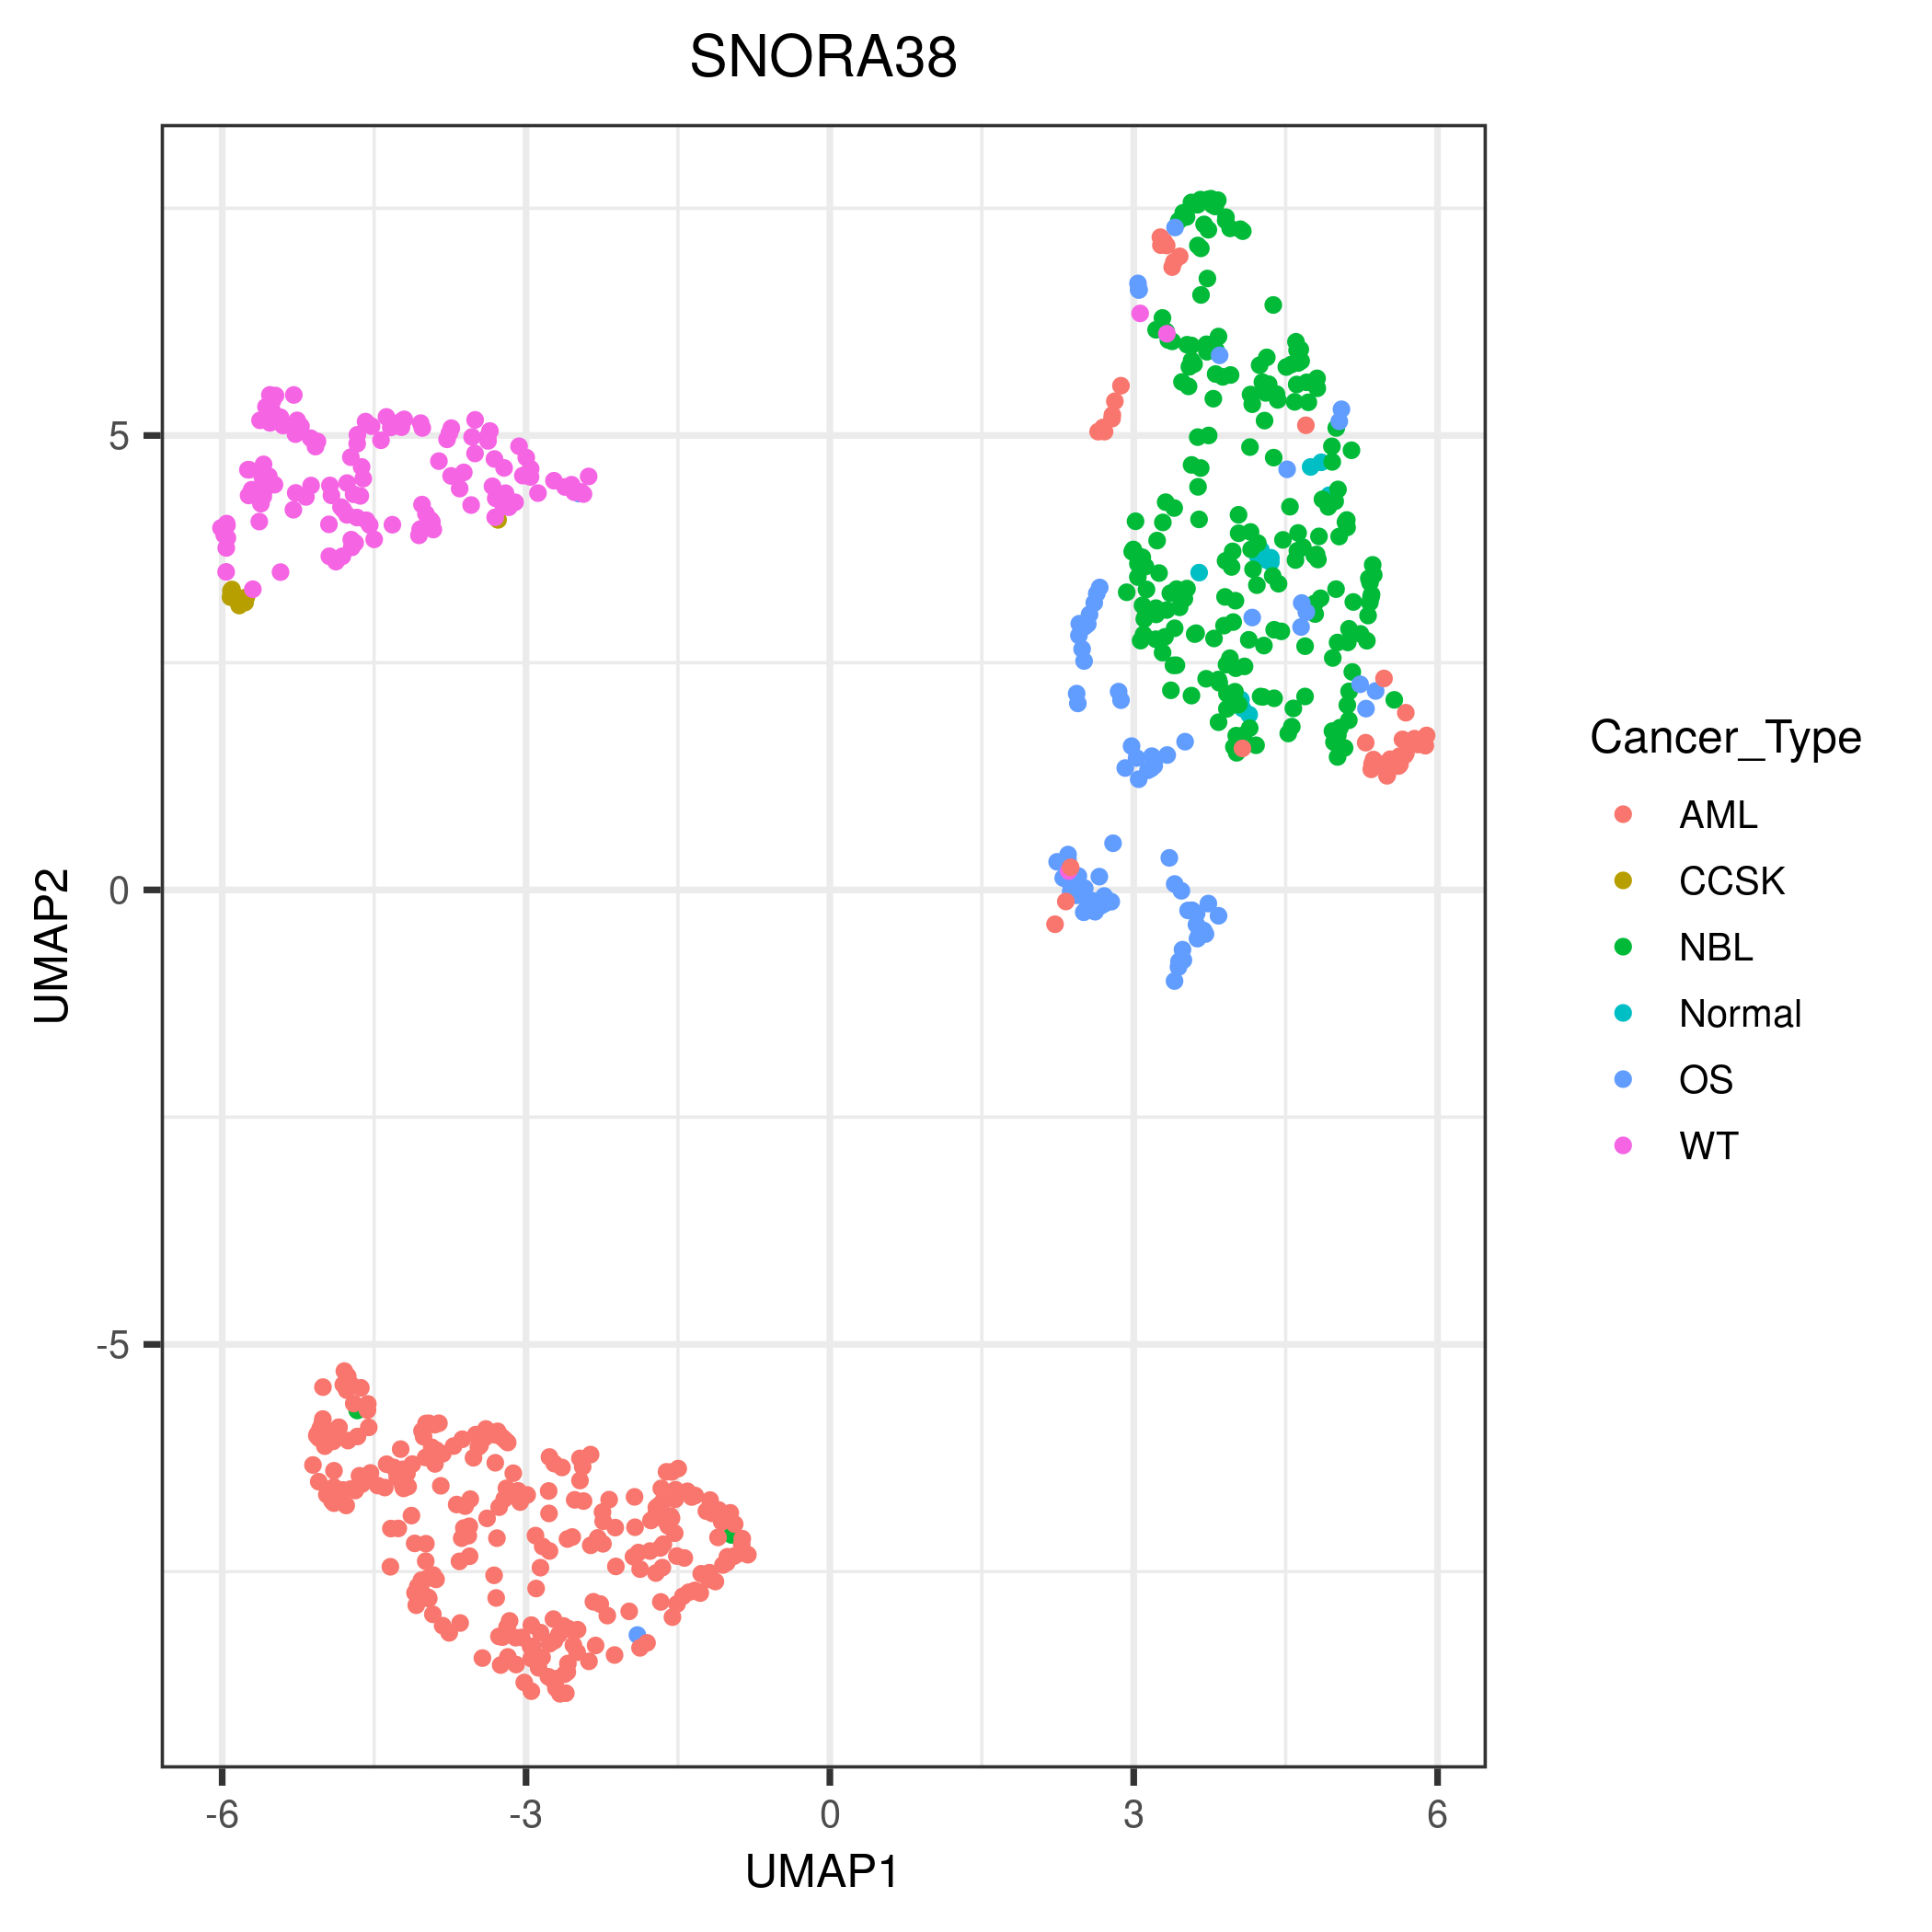 SNORA38
5
0
-5
UMAP2
-6
-3
0
3
6
UMAP1
Cancer_Type
AML
CCSK
NBL
Normal
OS
WT